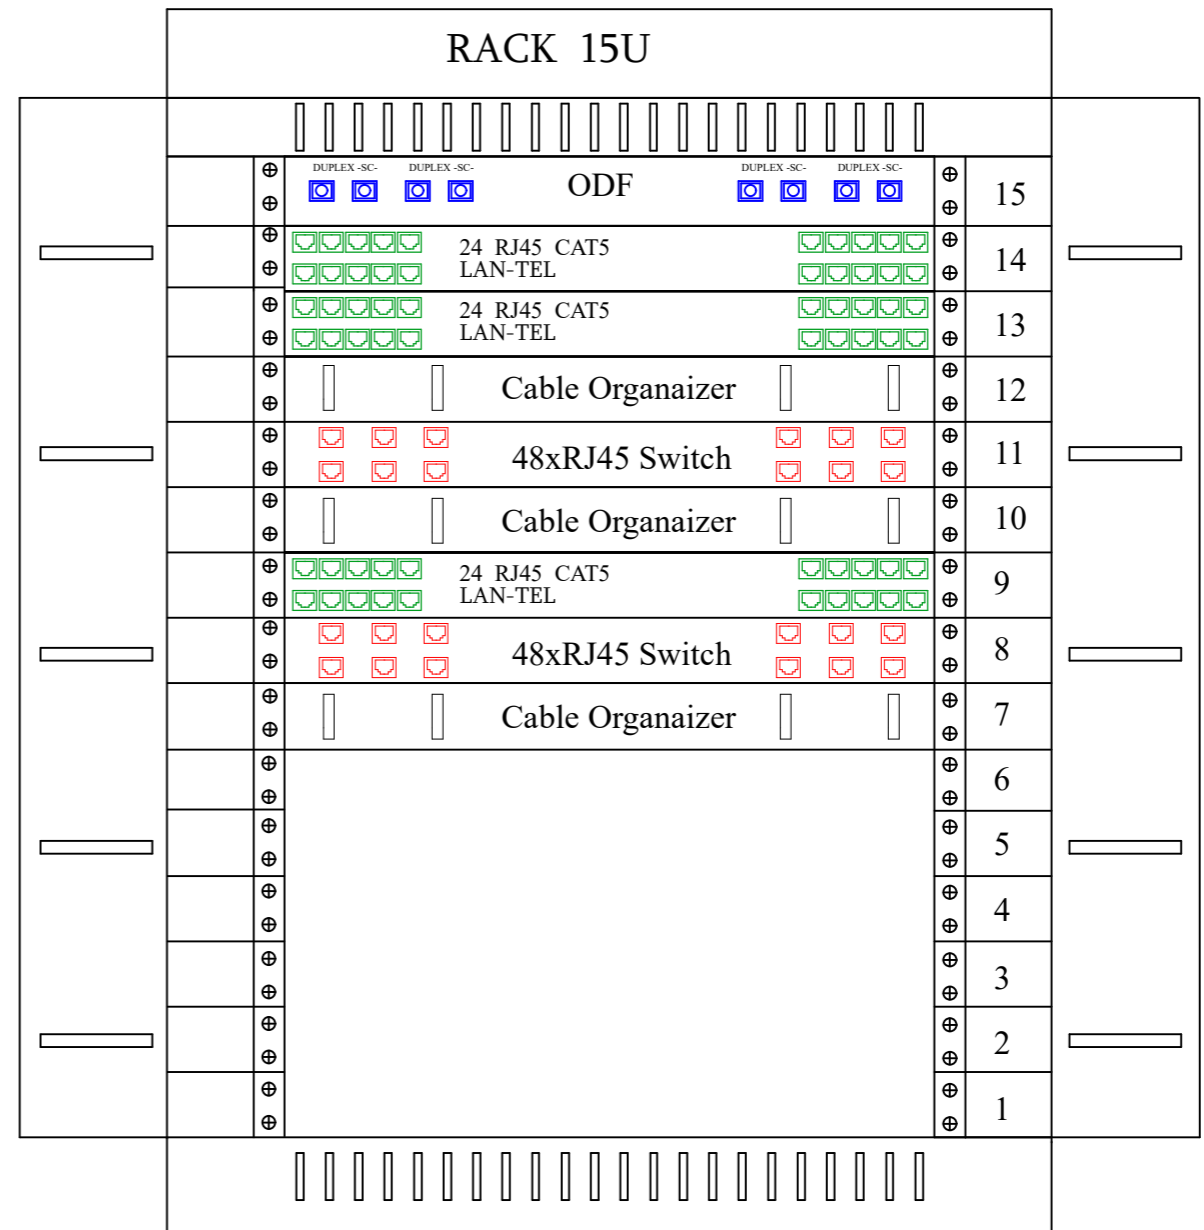 RACK 15U
DUPLEX -SC- DUPLEX -SC- ODF DUPLEX -SC- DUPLEX -SC- 15
24 RJ45 CAT5
LAN-TEL 14
24 RJ45 CAT5
LAN-TEL 13
Cable Organaizer 12
48xRJ45 Switch 11
Cable Organaizer 10
24 RJ45 CAT5
LAN-TEL 9
48xRJ45 Switch 8
Cable Organaizer 7
6
5
4
3
2
1